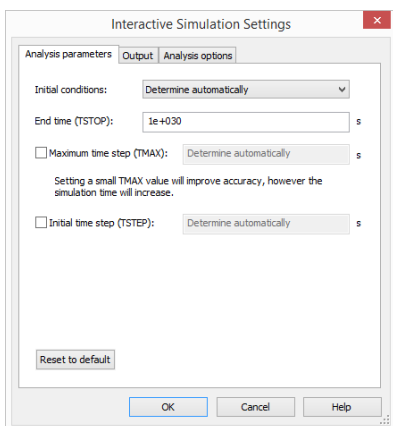 Interactive Simulation Settings
Analysis parameters Output Analysis options
Initial conditions: Determine automatically
End time (TSTOP): 1e+030 s
Maximum time step (TMAX): Determine automatically s
Setting a small TMAX value will improve accuracy, however the
simulation time will increase.
Initial time step (TSTEP): Determine automatically s
Reset to default
OK Cancel Help